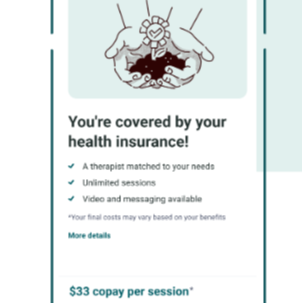 You're covered by your
health insurance!
A therapist matched to your needs
Unlimited sessions
Video and messaging available
*Your final costs may vary based on your benefits
More details
$33 copay per session*